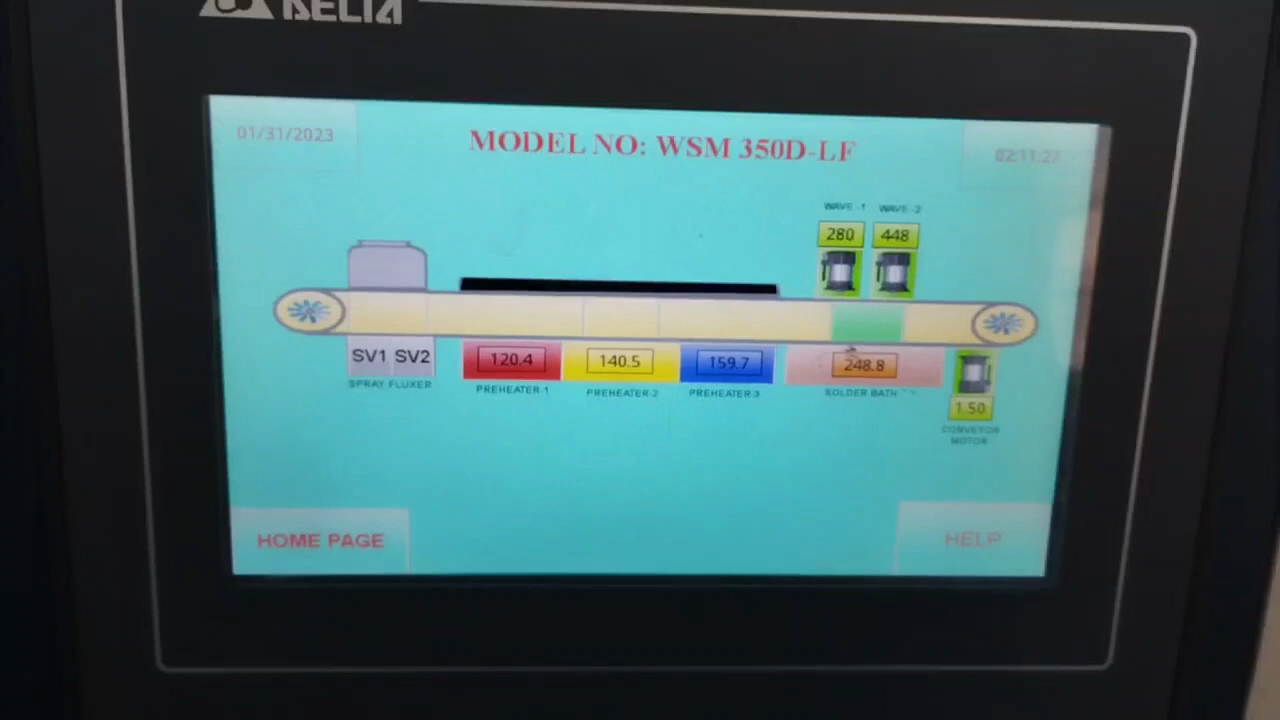 DELTA
01/31/2023
MODEL NO: WSM 350D-LF
02:11:27
WAVE -1 WAVE -2
280 448
SV1 SV2
120.4 140.5 159.7 248.8
SPRAY FLUXER PREHEATER-1 PREHEATER-2 PREHEATER-3 SOLDER BATH
1.50
CONVEYOR
MOTOR
HOME PAGE
HELP